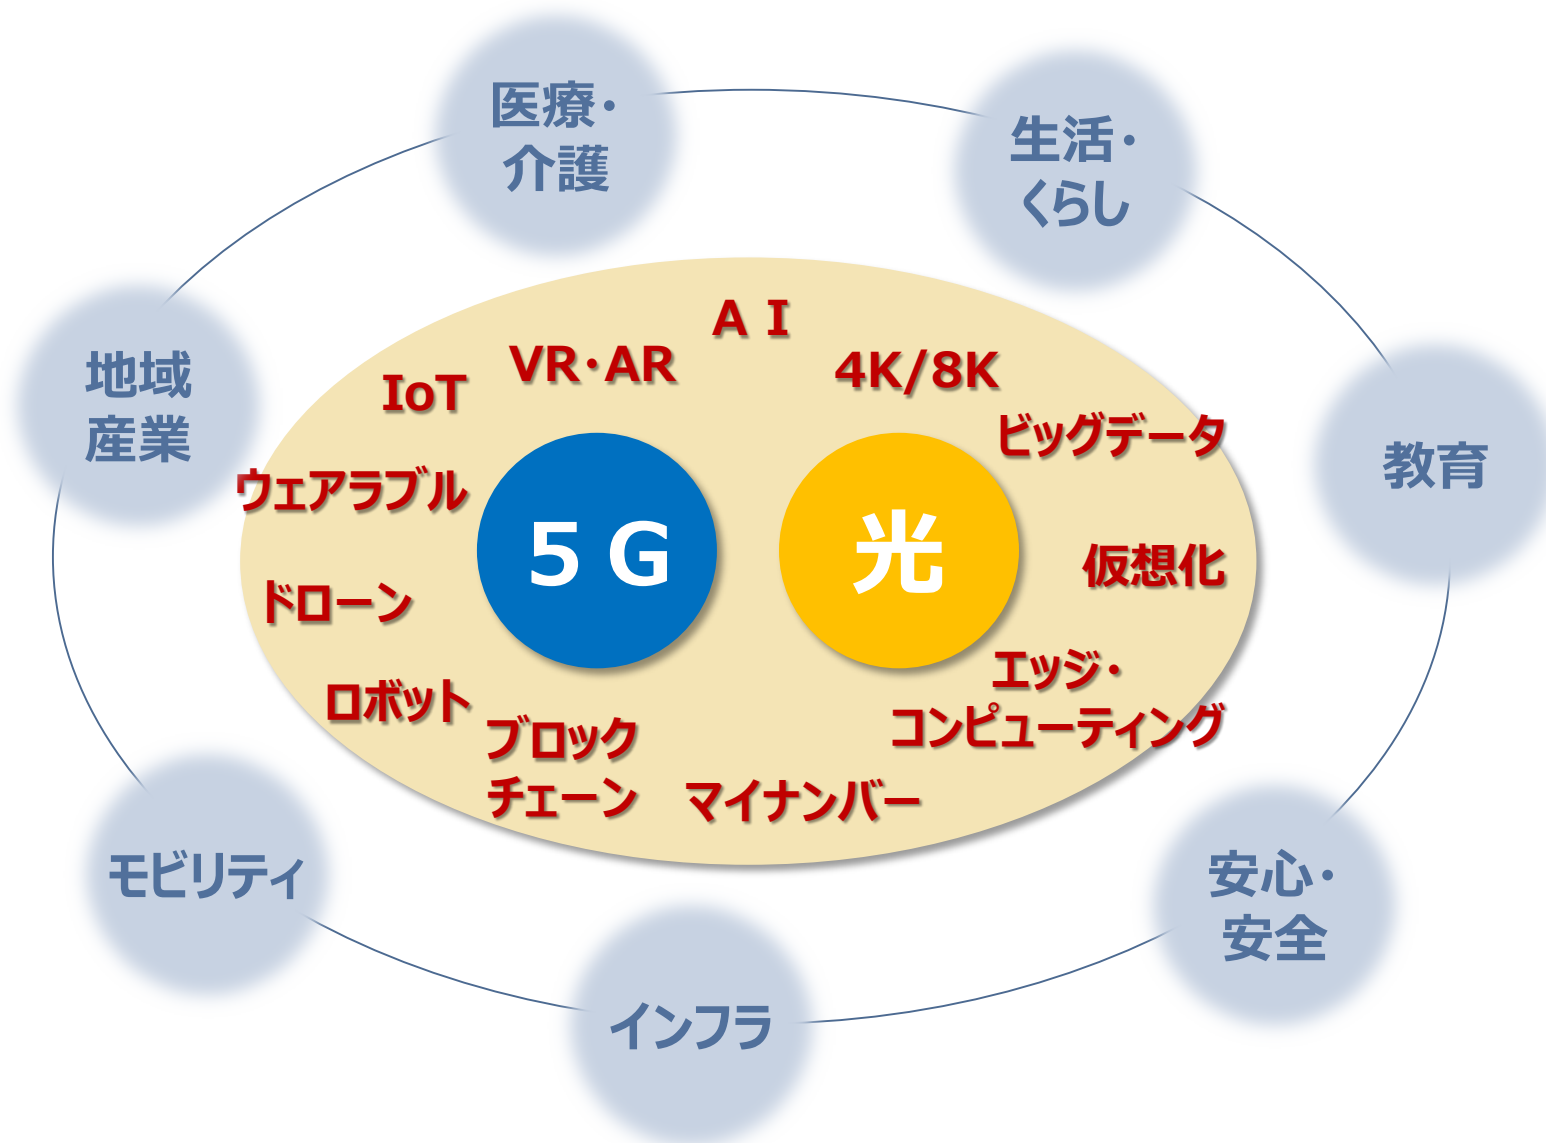 医療・
介護
生活・
くらし
地域
産業
教育
ＡＩ
VR・AR
4K/8K
IoT
ビッグデータ
ウェアラブル
５Ｇ
光
仮想化
ドローン
エッジ・
コンピューティング
ロボット
ブロック
チェーン
マイナンバー
モビリティ
安心・
安全
インフラ